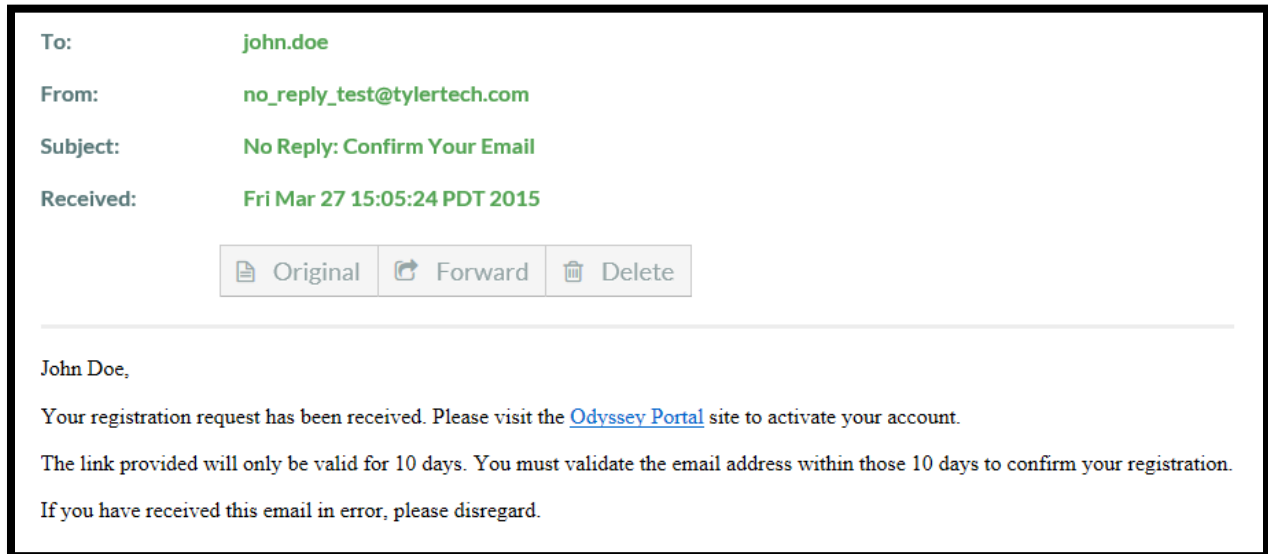 To: john.doe
From: no_reply_test@tylertech.com
Subject: No Reply: Confirm Your Email
Received: Fri Mar 27 15:05:24 PDT 2015
Original Forward Delete
John Doe,
Your registration request has been received. Please visit the Odyssey Portal site to activate your account.
The link provided will only be valid for 10 days. You must validate the email address within those 10 days to confirm your registration.
If you have received this email in error, please disregard.